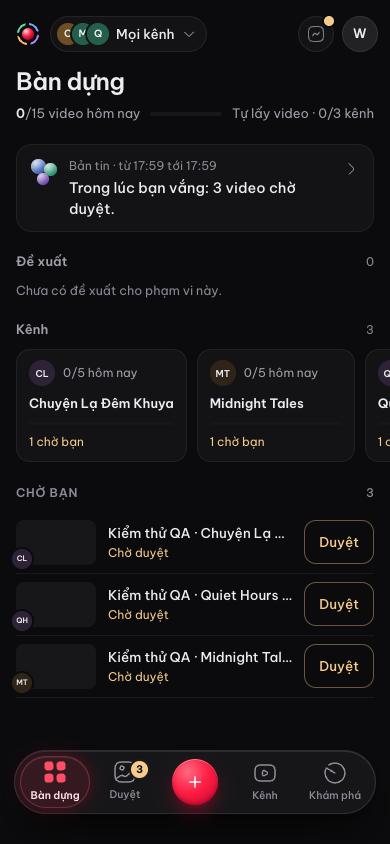 C M Q Mọi kênh W
Bàn dựng
0/15 video hôm nay Tự lấy video · 0/3 kênh
Bản tin · từ 17:59 tới 17:59
Trong lúc bạn vắng: 3 video chờ
duyệt.
Đề xuất 0
Chưa có đề xuất cho phạm vi này.
Kênh 3
CL 0/5 hôm nay
Chuyện Lạ Đêm Khuya
1 chờ bạn
MT 0/5 hôm nay
Midnight Tales
1 chờ bạn
CHỜ BẠN 3
Kiểm thử QA · Chuyện Lạ ...
CL Chờ duyệt
Duyệt
Kiểm thử QA · Quiet Hours ...
QH Chờ duyệt
Duyệt
Kiểm thử QA · Midnight Tal...
MT Chờ duyệt
Duyệt
3
Bàn dựng Duyệt Kênh Khám phá